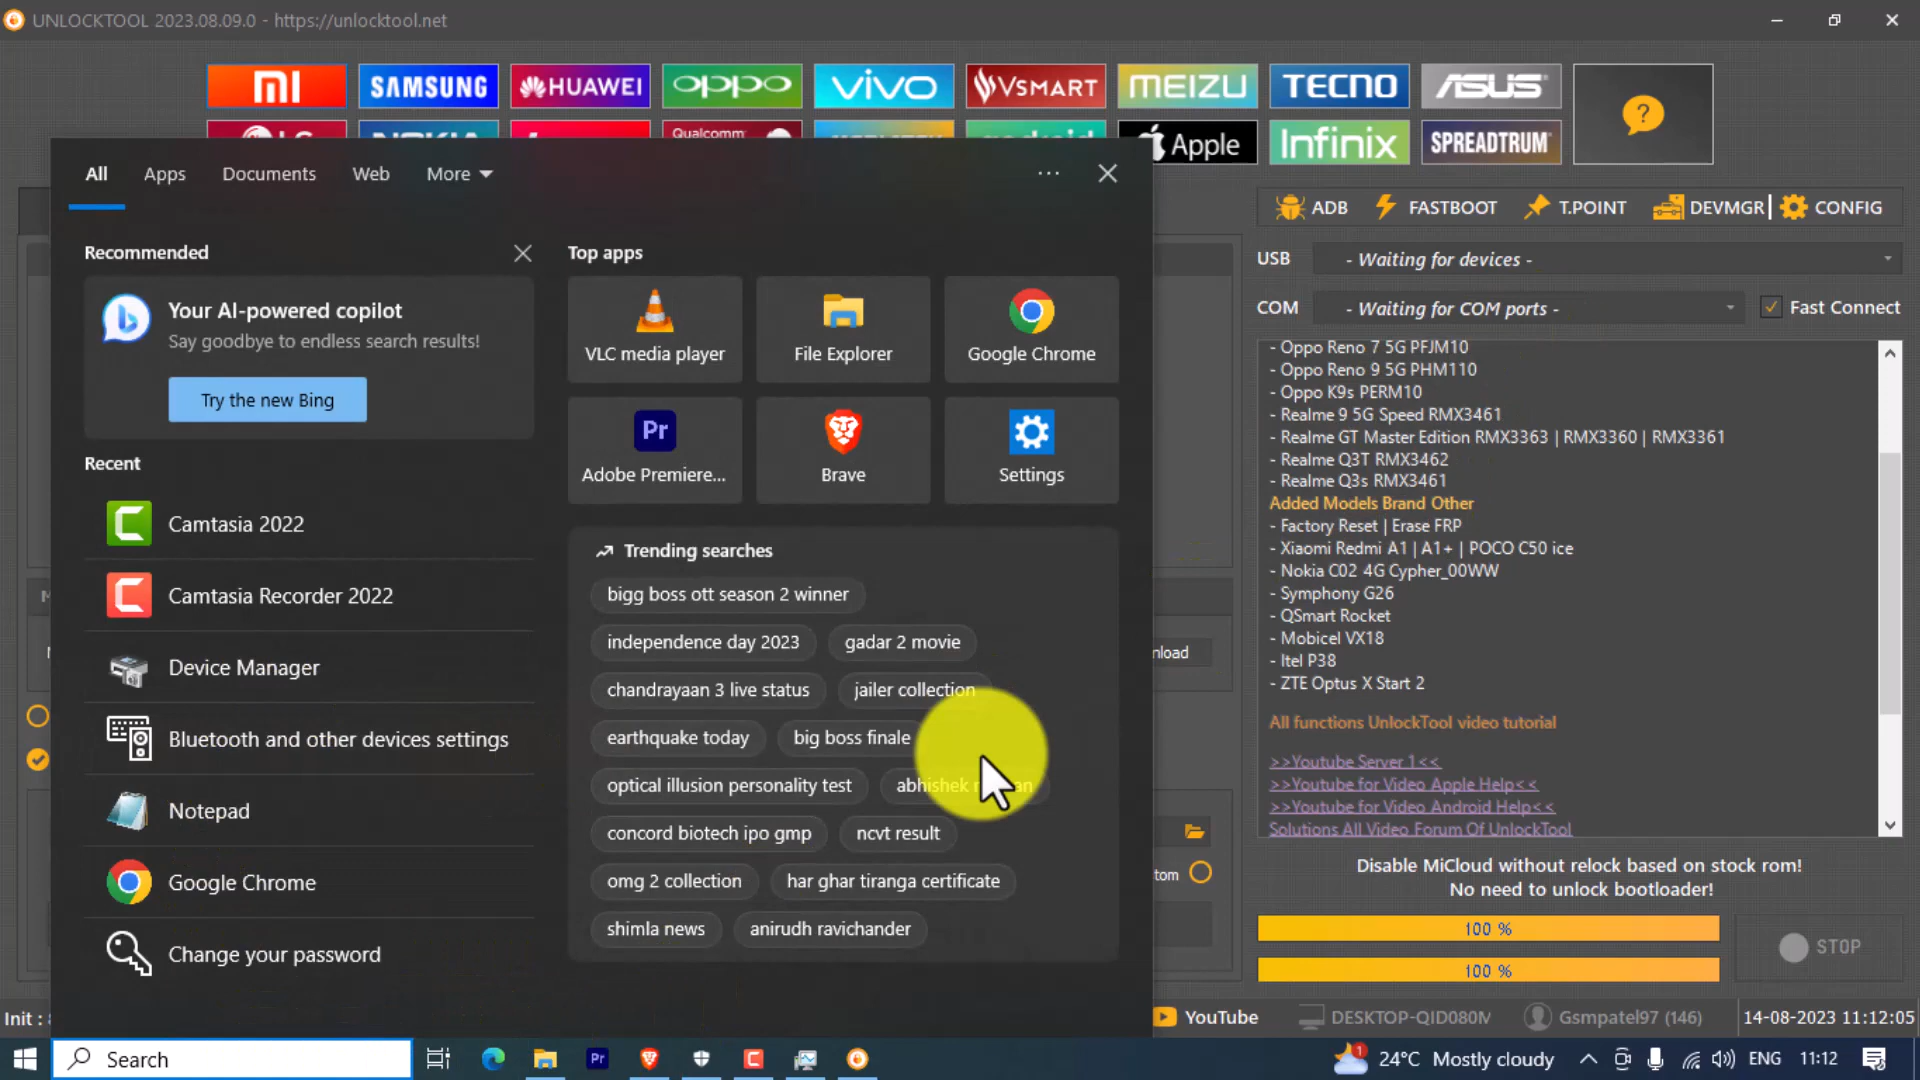 UNLOCKTOOL 2023.08.09.0 - https://unlocktool.net
MI SAMSUNG HUAWEI oppo vivo VSMART MEIZU TECNO ASUS ?
Qualcomm Apple Infinix SPREADTRUM
All Apps Documents Web More
ADB FASTBOOT T.POINT DEVMGR CONFIG
Recommended
Your AI-powered copilot
Say goodbye to endless search results!
Try the new Bing
Recent
Camtasia 2022
Camtasia Recorder 2022
Device Manager
Bluetooth and other devices settings
Notepad
Google Chrome
Change your password
Top apps
VLC media player
File Explorer
Google Chrome
Pr
Adobe Premiere...
Brave
Settings
Trending searches
bigg boss ott season 2 winner
independence day 2023
gadar 2 movie
chandrayaan 3 live status
jailer collection
earthquake today
big boss finale
optical illusion personality test
concord biotech ipo gmp
ncvt result
omg 2 collection
har ghar tiranga certificate
shimla news
anirudh ravichander
USB - Waiting for devices -
COM - Waiting for COM ports - Fast Connect
- Oppo Reno 7 5G PFJM10
- Oppo Reno 9 5G PHM110
- Oppo K9s PERM10
- Realme 9 5G Speed RMX3461
- Realme GT Master Edition RMX3363 | RMX3360 | RMX3361
- Realme Q3T RMX3462
- Realme Q3s RMX3461
Added Models Brand Other
- Factory Reset | Erase FRP
- Xiaomi Redmi A1 | A1+ | POCO C50 ice
- Nokia C02 4G Cypher_00WW
- Symphony G26
- QSmart Rocket
- Mobicel VX18
- Itel P38
- ZTE Optus X Start 2
All functions UnlockTool video tutorial
>>Youtube Server 1<<
>>Youtube for Video Apple Help<<
>>Youtube for Video Android Help<<
Solutions All Video Forum Of UnlockTool
Disable MiCloud without relock based on stock rom!
No need to unlock bootloader!
100 %
100 %
STOP
Init :
YouTube DESKTOP-QID080M Gsmpatel97 (146) 14-08-2023 11:12:05
Search Pr 1 24°C Mostly cloudy ENG 11:12